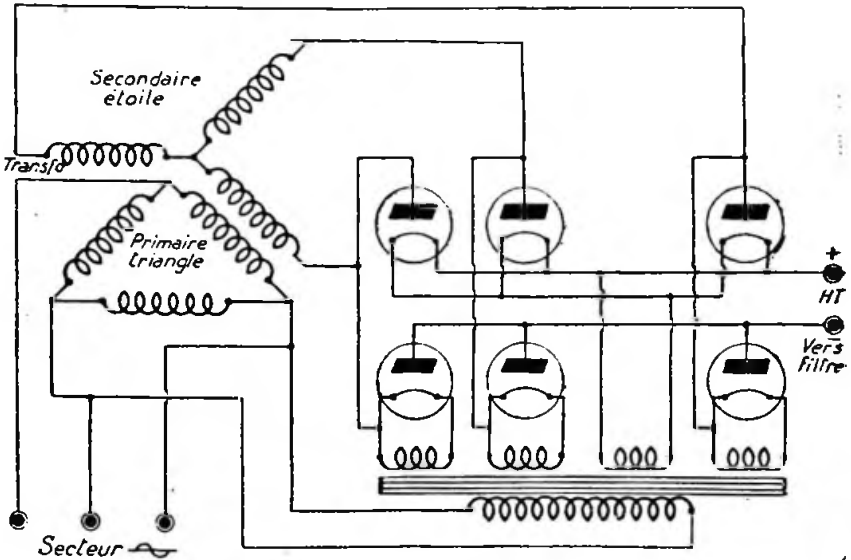 Secondaire
étoile
Transfo
Primaire
triangle
+
HT
Vers
filtre
Secteur